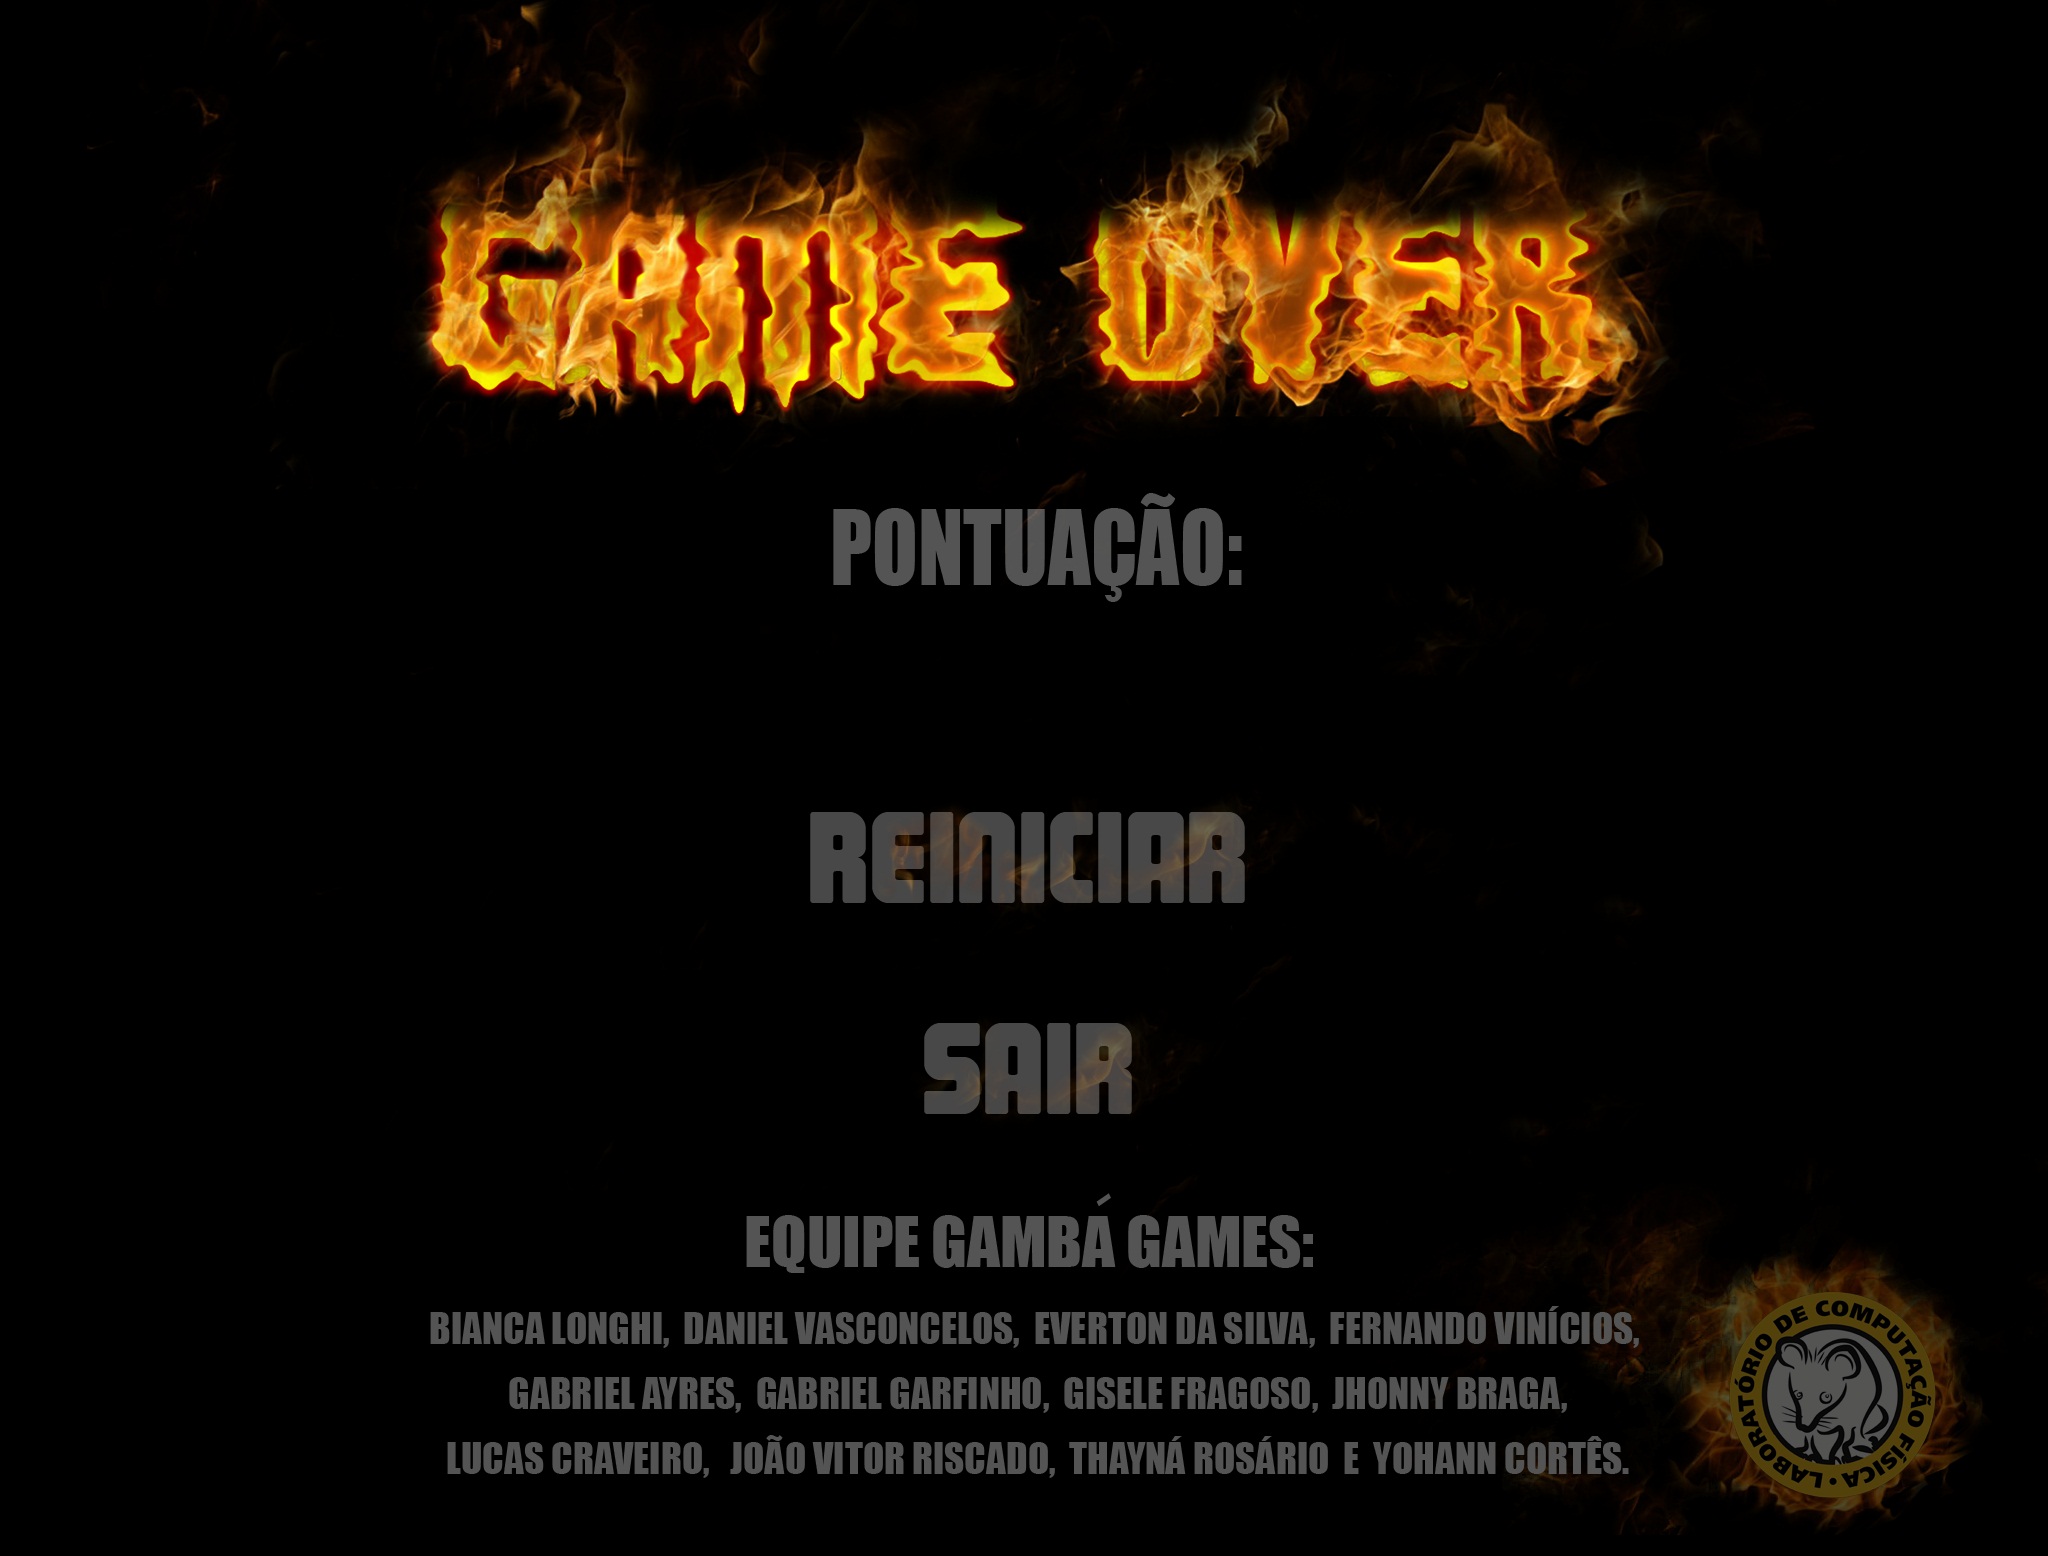 GAME OVER
PONTUAÇÃO:
REINICIAR
SAIR
EQUIPE GAMBÁ GAMES:
BIANCA LONGHI, DANIEL VASCONCELOS, EVERTON DA SILVA, FERNANDO VINÍCIOS,
GABRIEL AYRES, GABRIEL GARFINHO, GISELE FRAGOSO, JHONNY BRAGA,
LUCAS CRAVEIRO, JOÃO VITOR RISCADO, THAYNÁ ROSÁRIO E YOHANN CORTÊS.
LABORATÓRIO DE COMPUTAÇÃO FÍSICA •